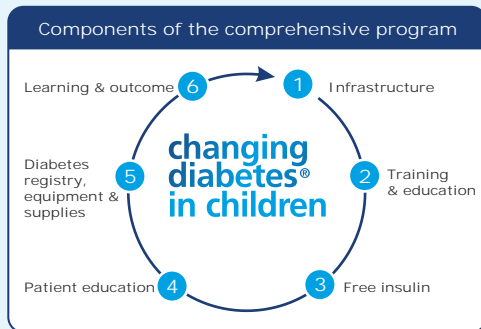 Components of the comprehensive program
6
1
Learning & outcome
Infrastructure
changing
diabetes®
in children
Diabetes
registry,
equipment &
supplies
5
2
Training
& education
Patient education
4
3
Free insulin